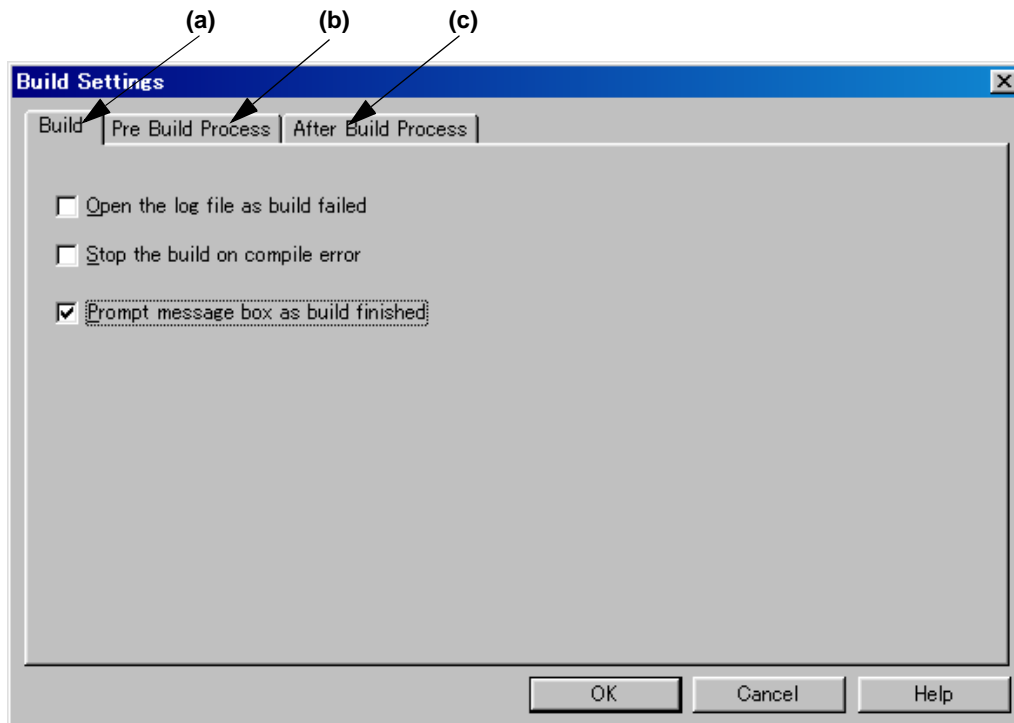 (a) (b) (c)
Build Settings
Build Pre Build Process After Build Process
Open the log file as build failed
Stop the build on compile error
Prompt message box as build finished
OK Cancel Help